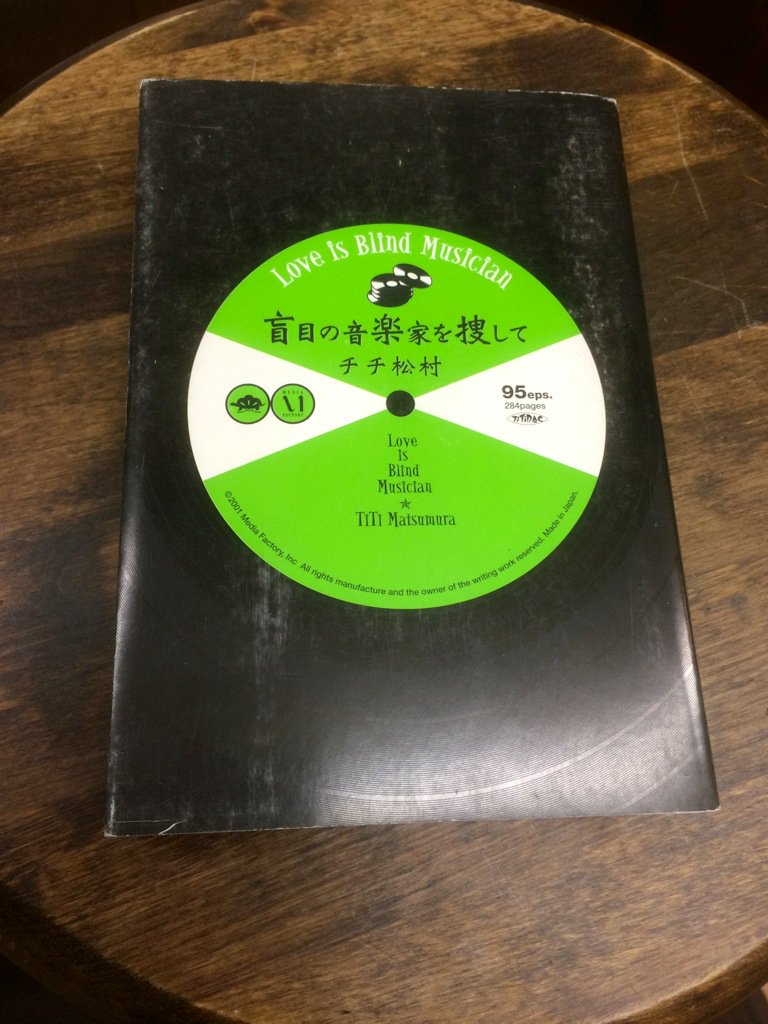 Love is Blind Musician
盲目の音楽家を捜して
チチ松村
MEDIA
FACTORY
95eps.
284pages
Love
is
Blind
Musician
★
TiTi Matsumura
©2001 Media Factory, Inc All rights manufacture and the owner of the writing work reserved. Made in Japan.